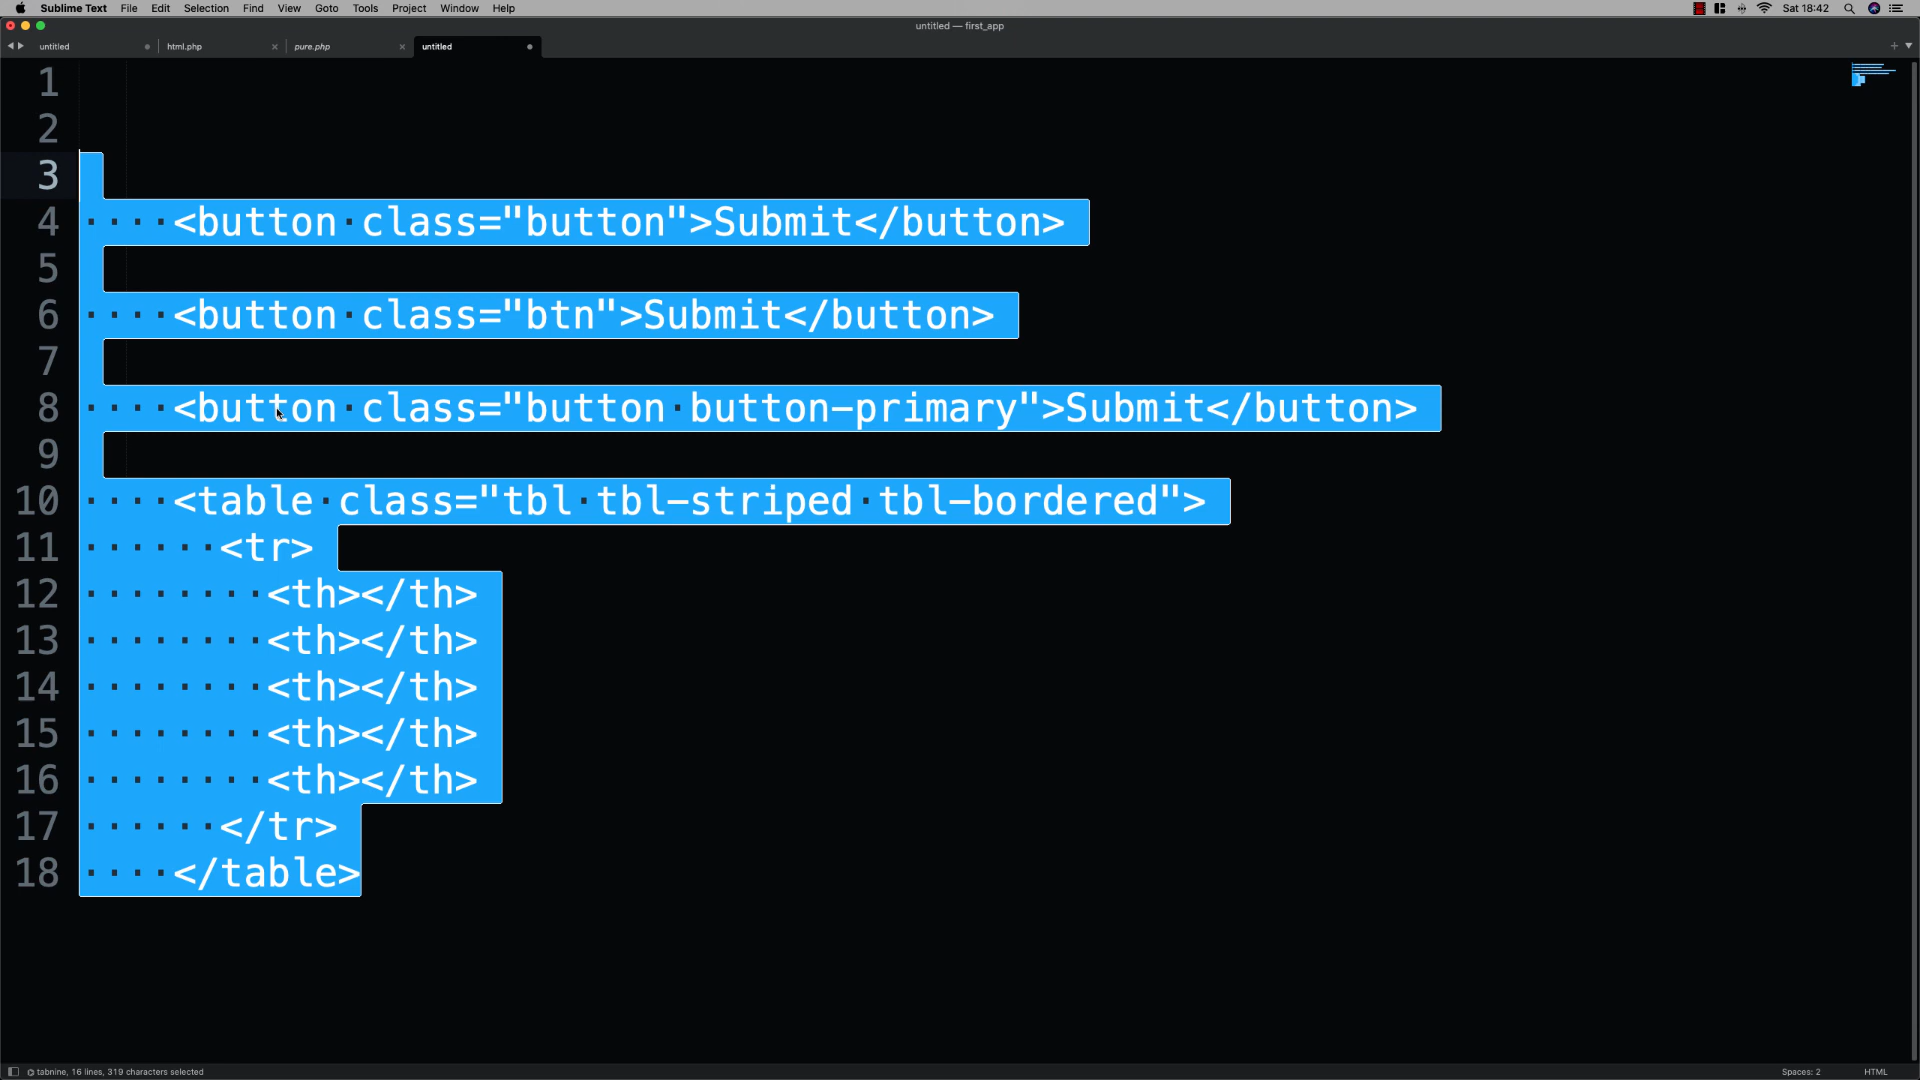 Sublime Text File Edit Selection Find View Goto Tools Project Window Help Sat 18:42
untitled — first_app
untitled html.php pure.php untitled
1
2
3
4 <button class="button">Submit</button>
5
6 <button class="btn">Submit</button>
7
8 <button class="button button-primary">Submit</button>
9
10 <table class="tbl tbl-striped tbl-bordered">
11 <tr>
12 <th></th>
13 <th></th>
14 <th></th>
15 <th></th>
16 <th></th>
17 </tr>
18 </table>
tabnine, 16 lines, 319 characters selected Spaces: 2 HTML